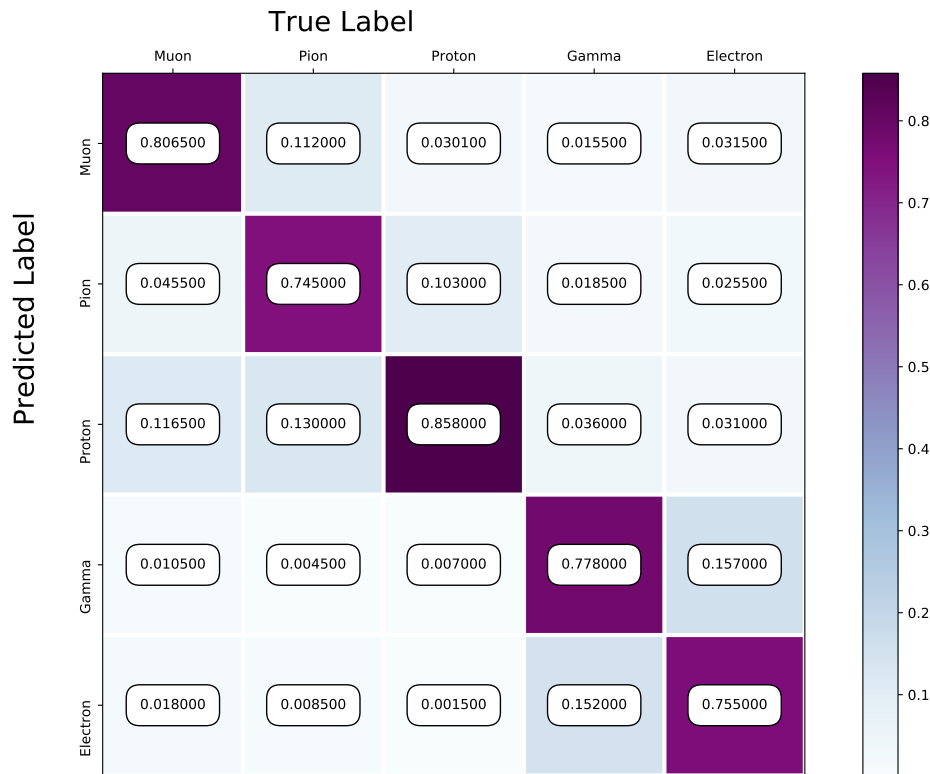 True Label
Muon Pion Proton Gamma Electron
Predicted Label
Muon 0.806500 0.112000 0.030100 0.015500 0.031500
Pion 0.045500 0.745000 0.103000 0.018500 0.025500
Proton 0.116500 0.130000 0.858000 0.036000 0.031000
Gamma 0.010500 0.004500 0.007000 0.778000 0.157000
Electron 0.018000 0.008500 0.001500 0.152000 0.755000
0.8
0.7
0.6
0.5
0.4
0.3
0.2
0.1